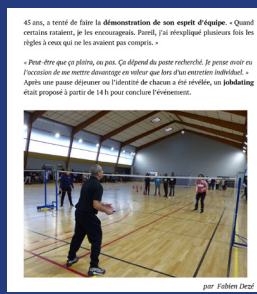 45 ans, a tenté de faire la démonstration de son esprit d'équipe. « Quand
certains rataient, je les encourageais. Pareil, j'ai réexpliqué plusieurs fois les
règles à ceux qui ne les avaient pas compris. »
« Peut-être que ça plaira, ou pas. Ça dépend du poste recherché. Je pense avoir eu
l'occasion de me mettre davantage en valeur que lors d'un entretien individuel. »
Après une pause déjeuner ou l'identité de chacun a été révélée, un jobdating
était proposé à partir de 14 h pour conclure l'événement.
par Fabien Dezé